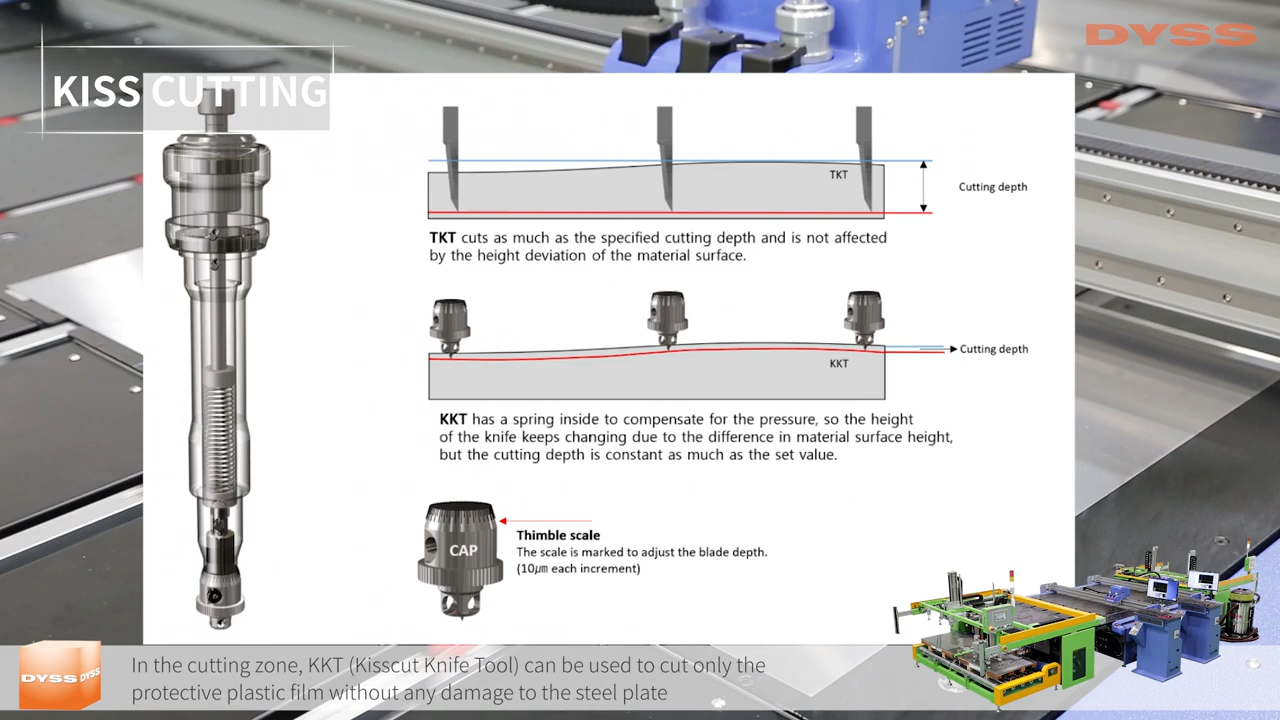 DYSS
KISS CUTTING
TKT
Cutting depth
TKT cuts as much as the specified cutting depth and is not affected
by the height deviation of the material surface.
Cutting depth
KKT
KKT has a spring inside to compensate for the pressure, so the height
of the knife keeps changing due to the difference in material surface height,
but the cutting depth is constant as much as the set value.
CAP
Thimble scale
The scale is marked to adjust the blade depth.
(10㎛ each increment)
DYSS DYSS
In the cutting zone, KKT (Kisscut Knife Tool) can be used to cut only the
protective plastic film without any damage to the steel plate